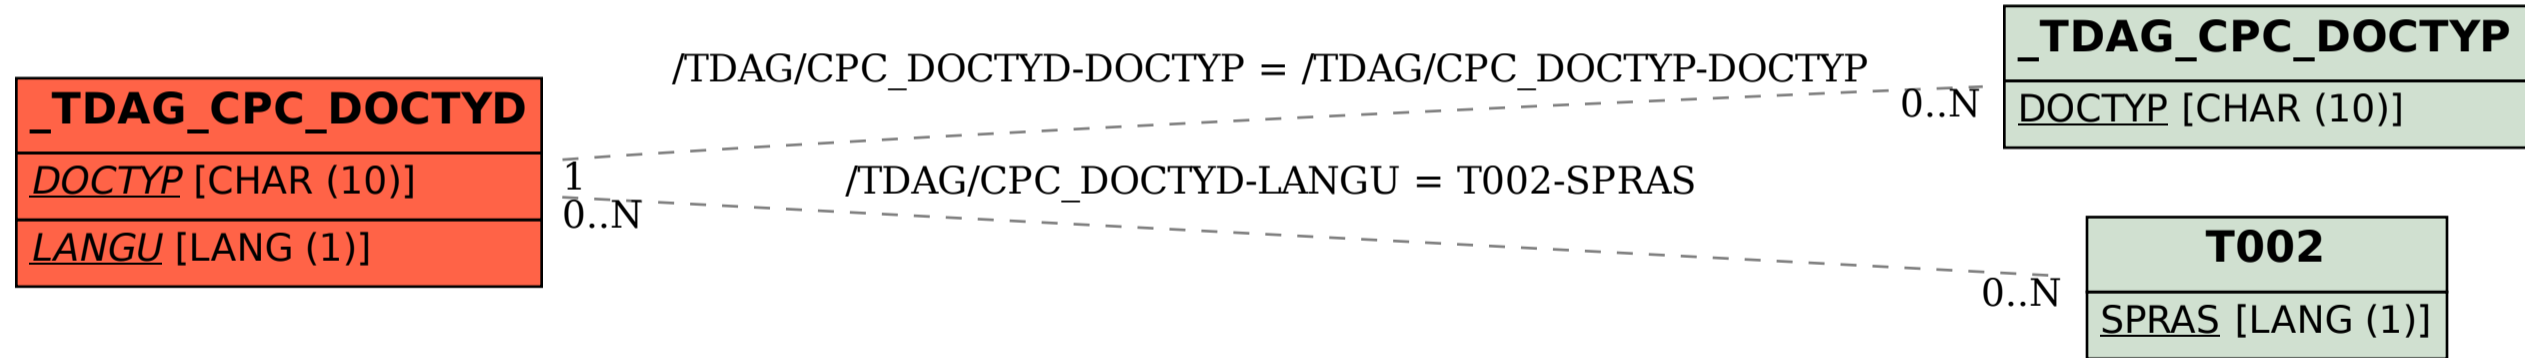 _TDAG_CPC_DOCTYD
DOCTYP [CHAR (10)]
LANGU [LANG (1)]
/TDAG/CPC_DOCTYD-DOCTYP = /TDAG/CPC_DOCTYP-DOCTYP
0..N
1
/TDAG/CPC_DOCTYD-LANGU = T002-SPRAS
0..N
0..N
_TDAG_CPC_DOCTYP
DOCTYP [CHAR (10)]
T002
SPRAS [LANG (1)]